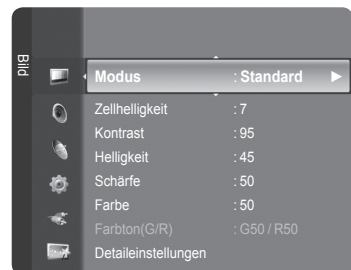 Bild
Modus : Standard ►
Zellhelligkeit : 7
Kontrast : 95
Helligkeit : 45
Schärfe : 50
Farbe : 50
Farbton(G/R) : G50 / R50
Detaileinstellungen